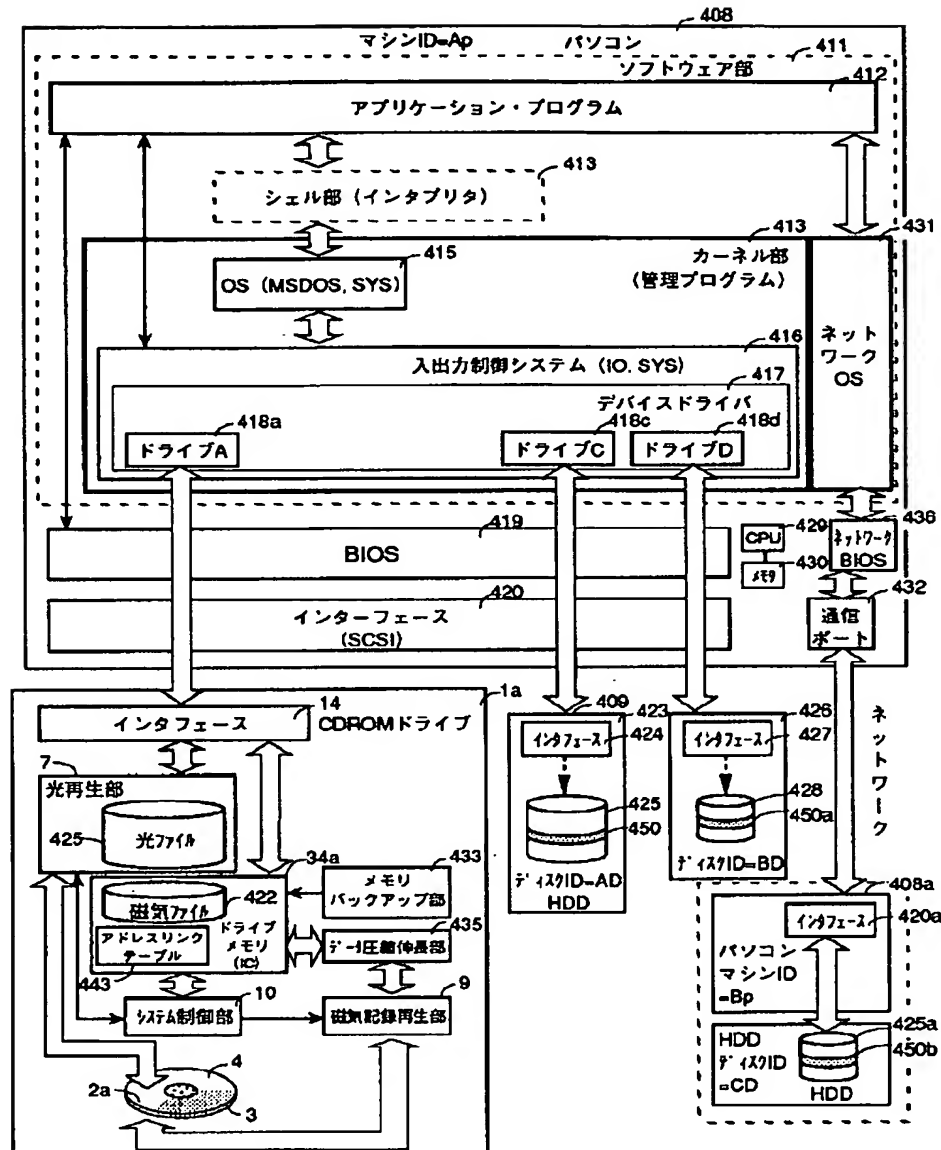 408
マシンID=Ap パソコン
411
ソフトウェア部
412
アプリケーション・プログラム
413
シェル部 (インタプリタ)
413
431
415
カーネル部
(管理プログラム)
OS (MSDOS, SYS)
ネット
ワーク
OS
416
入出力制御システム (IO. SYS)
417
デバイスドライバ
418a
418c
418d
ドライブA
ドライブC
ドライブD
419
BIOS
429
CPU
430
メモリ
436
ネットワーク
BIOS
432
通信
ポート
420
インターフェース
(SCSI)
1a
14
インタフェース
CDROMドライブ
7
光再生部
425
光ファイル
34a
磁気ファイル
422
アドレスリンク
テーブル
443
ドライブ
メモリ
(IC)
433
メモリ
バックアップ部
435
データ圧縮伸長部
10
システム制御部
9
磁気記録再生部
4
2a
3
409
423
インタフェース
424
425
450
ディスクID=AD
HDD
426
インタフェース
427
428
450a
ディスクID=BD
ネットワーク
408a
インタフェース
420a
パソコン
マシンID
=Bp
425a
450b
HDD
ディスクID
=CD
HDD